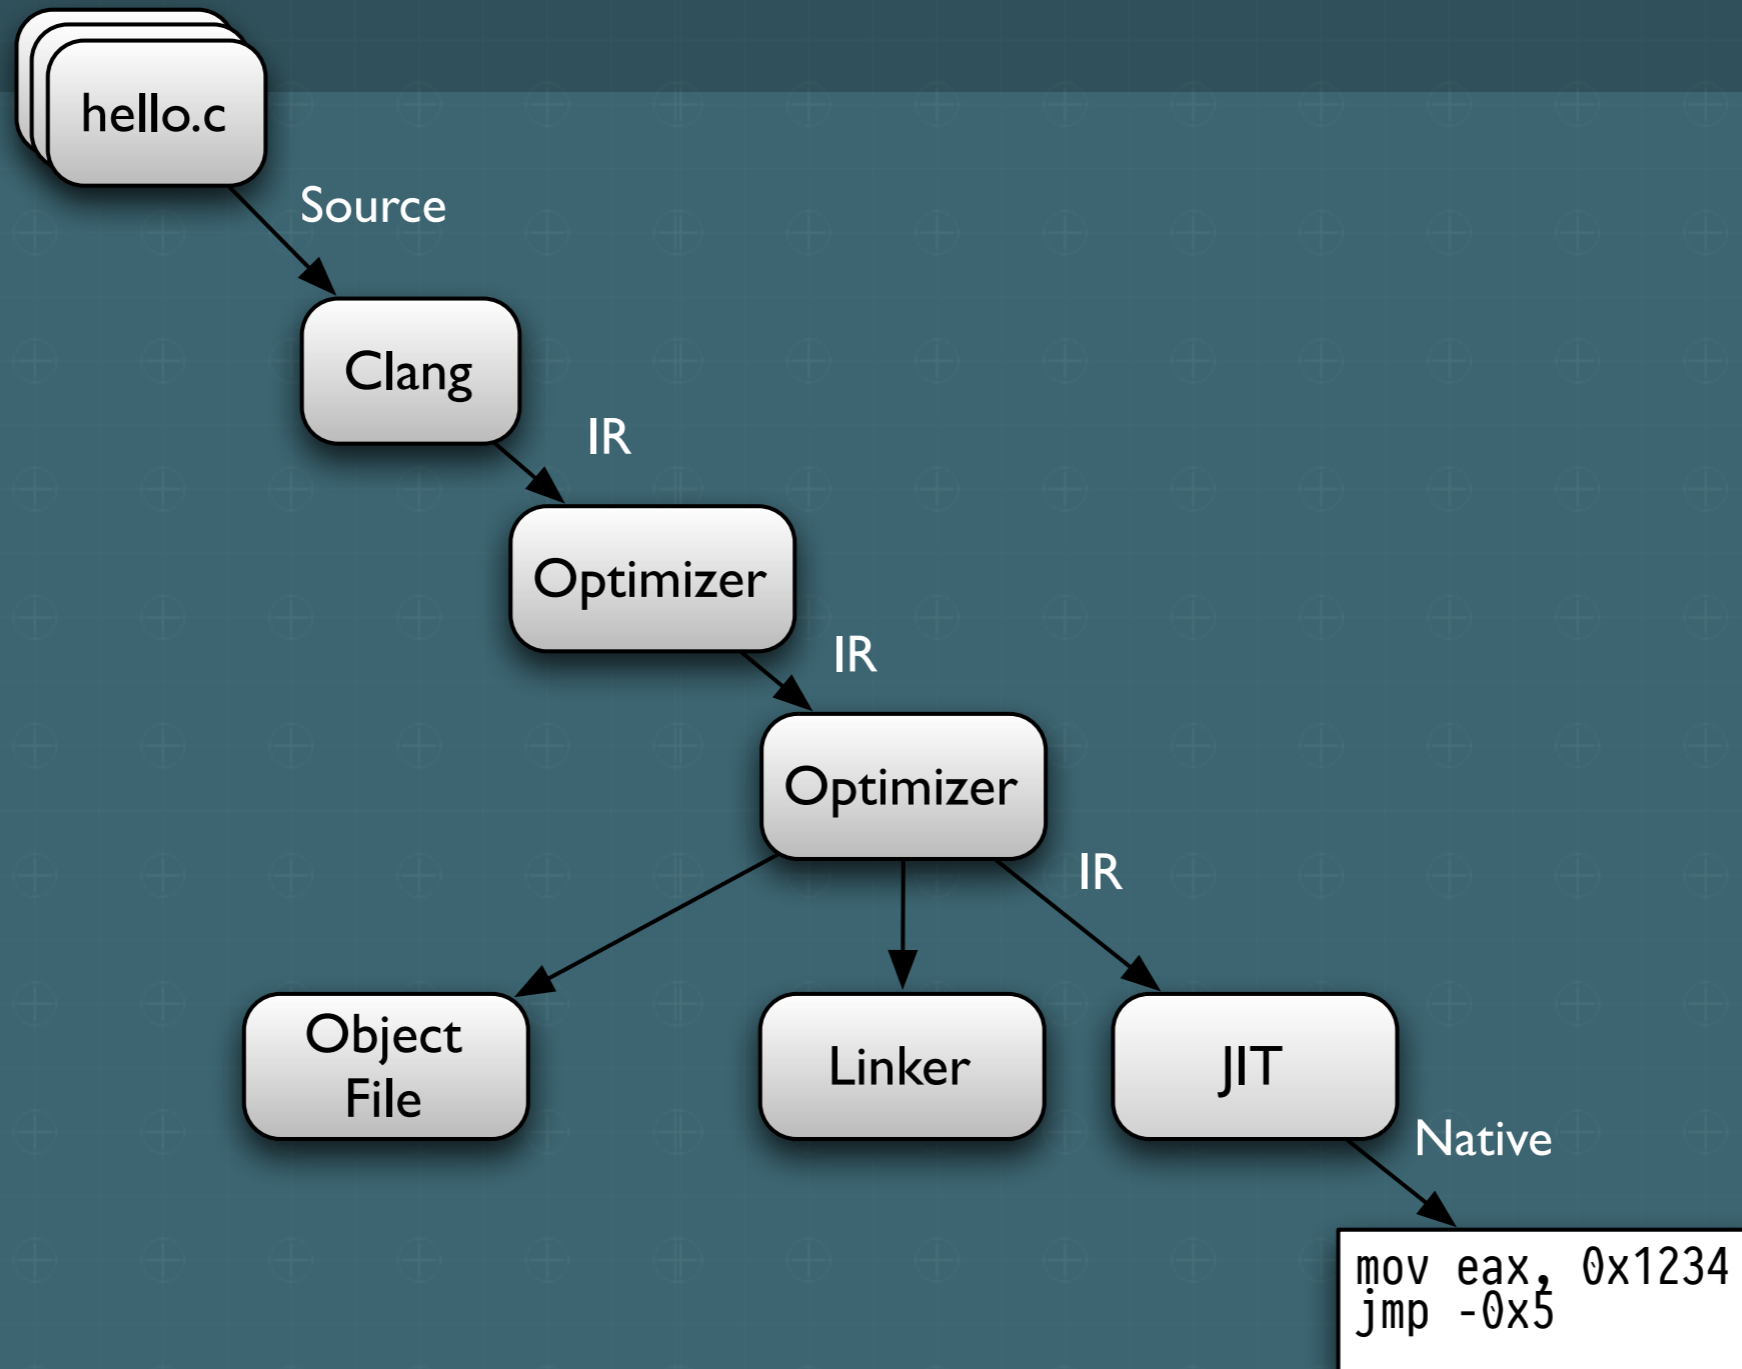 hello.c
Source
Clang
IR
Optimizer
IR
Optimizer
IR
Object
File
Linker
JIT
Native
mov eax, 0x1234
jmp -0x5